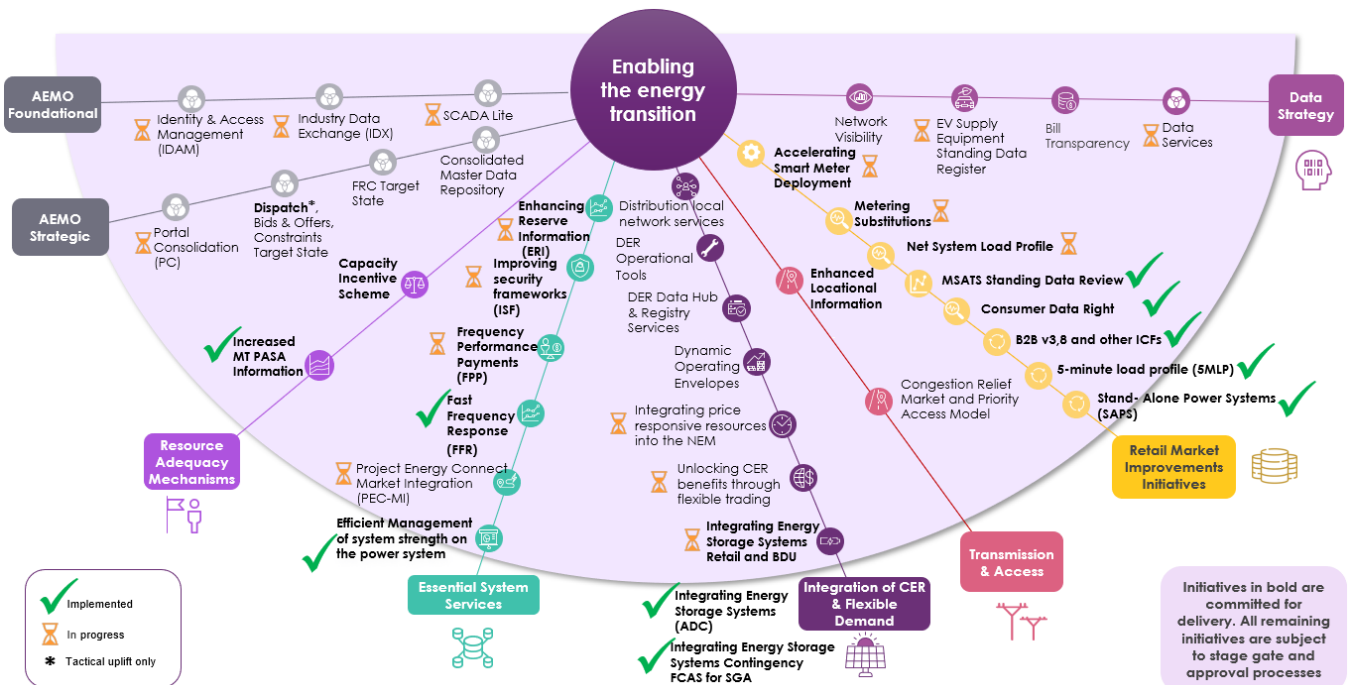 Enabling
the energy
transition
AEMO
Foundational
Identity & Access
Management
(IDAM)
Industry Data
Exchange (IDX)
SCADA Lite
AEMO
Strategic
Portal
Consolidation
(PC)
Dispatch*,
Bids & Offers,
Constraints
Target State
FRC Target
State
Consolidated
Master Data
Repository
Resource
Adequacy
Mechanisms
Capacity
Incentive
Scheme
Increased
MT PASA
Information
Essential System
Services
Enhancing
Reserve
Information
(ERI)
Improving
security
frameworks
(ISF)
Frequency
Performance
Payments
(FPP)
Fast
Frequency
Response
(FFR)
Project Energy Connect
Market Integration
(PEC-MI)
Efficient Management
of system strength on
the power system
Integration of CER
& Flexible
Demand
Distribution local
network services
DER
Operational
Tools
DER Data Hub
& Registry
Services
Dynamic
Operating
Envelopes
Integrating price
responsive resources
into the NEM
Unlocking CER
benefits through
flexible trading
Integrating Energy
Storage Systems
Retail and BDU
Integrating Energy
Storage Systems
(ADC)
Integrating Energy Storage
Systems Contingency
FCAS for SGA
Transmission
& Access
Enhanced
Locational
Information
Congestion Relief
Market and Priority
Access Model
Retail Market
Improvements
Initiatives
Accelerating
Smart Meter
Deployment
Metering
Substitutions
Net System Load Profile
MSATS Standing Data Review
Consumer Data Right
B2B v3,8 and other ICFs
5-minute load profile (5MLP)
Stand- Alone Power Systems
(SAPS)
Data
Strategy
Network
Visibility
EV Supply
Equipment
Standing Data
Register
Bill
Transparency
Data
Services
Implemented
In progress
* Tactical uplift only
Initiatives in bold are
committed for
delivery. All remaining
initiatives are subject
to stage gate and
approval processes